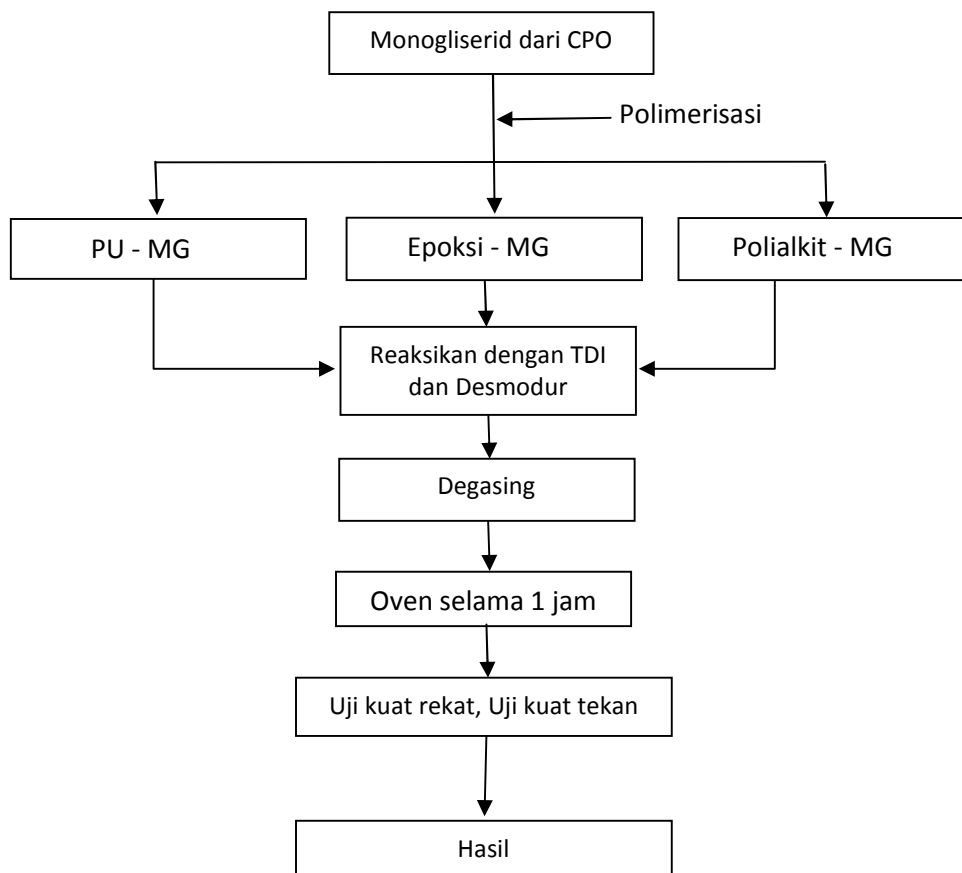 Monogliserid dari CPO
Polimerisasi
PU - MG
Epoksi - MG
Polialkit - MG
Reaksikan dengan TDI
dan Desmodur
Degasing
Oven selama 1 jam
Uji kuat rekat, Uji kuat tekan
Hasil